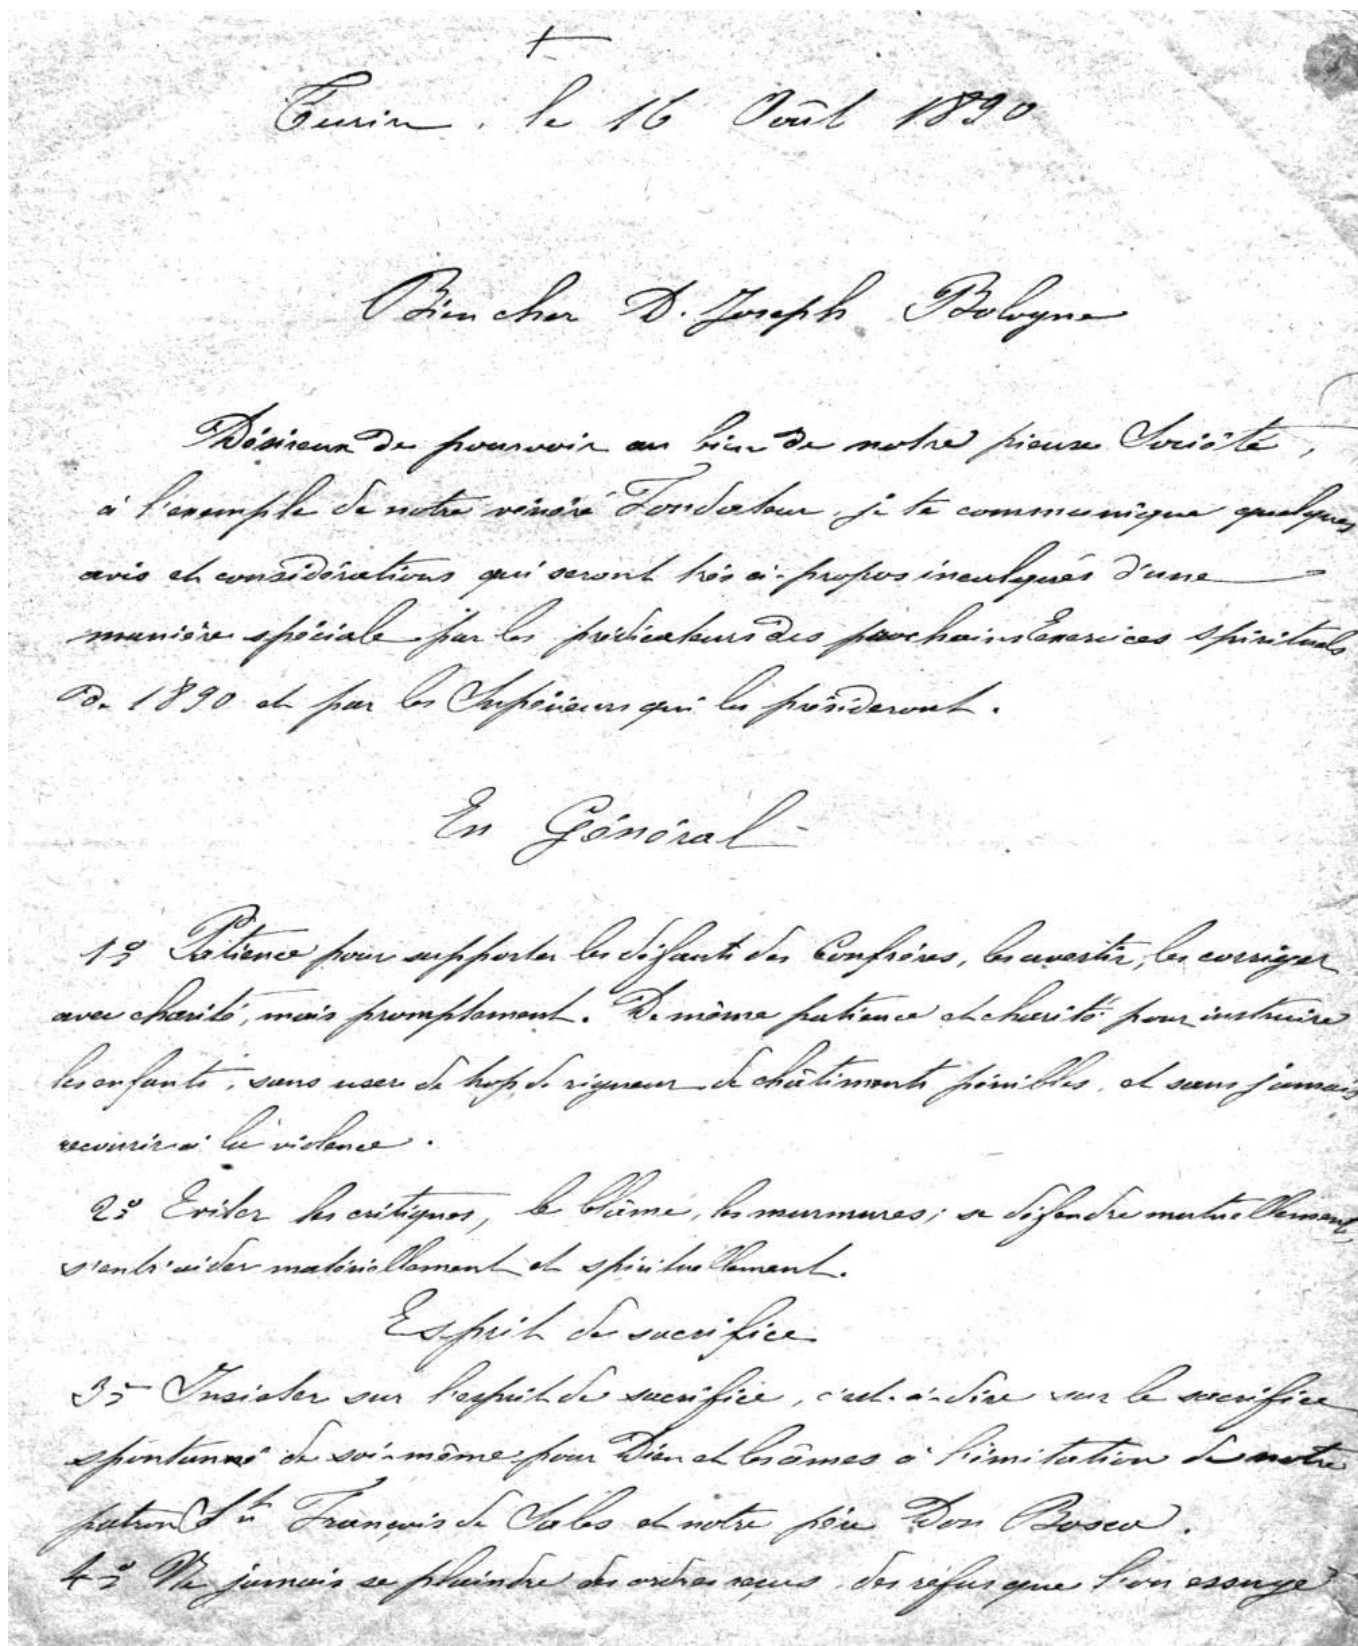 Turin, le 16 Août 1890
Bien cher D. Joseph Bologne
Désireux de pourvoir au bien de notre pieuse Société,
à l'exemple de notre vénéré Fondateur, je te communique quelques
avis et considérations qui seront très à-propos inculqués d'une
manière spéciale par les prédicateurs des prochains Exercices spirituels
de 1890 et par les Supérieurs qui les présideront.
En Général
1º Patience pour supporter les défauts des Confrères, les avertir, les corriger
avec charité, mais promptement. De même patience et charité pour instruire
les enfants, sans user de trop de rigueur de châtiments pénibles, et sans jamais
recourir à la violence.
2º Eviter les critiques, le blâme, les murmures; se défendre mutuellement,
s'entr'aider matériellement et spirituellement.
Esprit de sacrifice
3º Insister sur l'esprit de sacrifice, c'est-à-dire sur le sacrifice
spontanné de soi-même pour Dieu et les âmes à l'imitation de notre
patron St François de Sales et notre père Don Bosco.
4º Ne jamais se plaindre des ordres reçus, des refus que l'on essuye